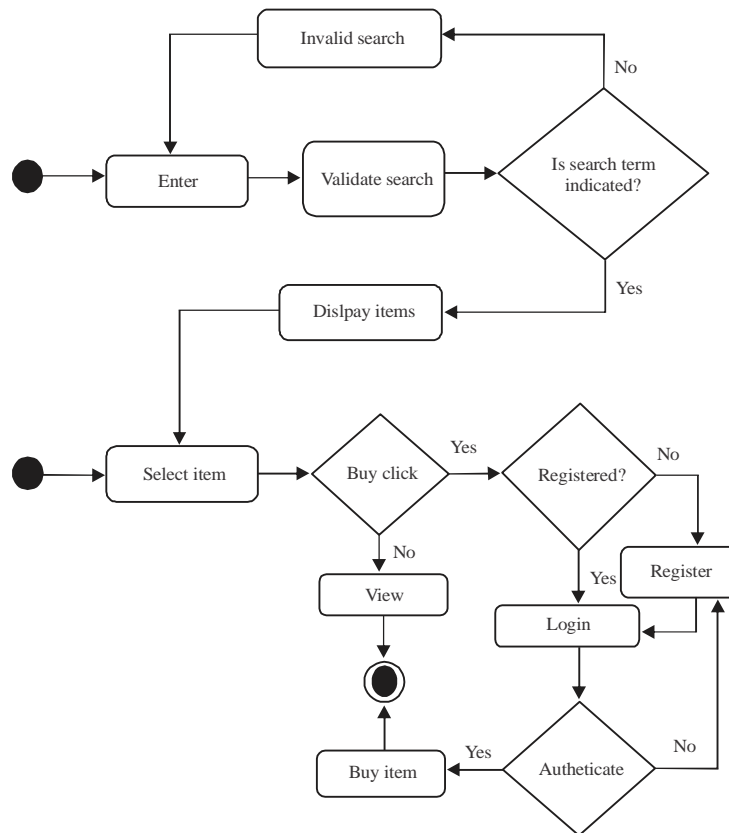 Invalid search
No
Enter
Validate search
Is search term
indicated?
Yes
Dislpay items
Select item
Buy click
Yes
Registered?
No
No
Yes
Register
View
Login
Yes
No
Buy item
Autheticate